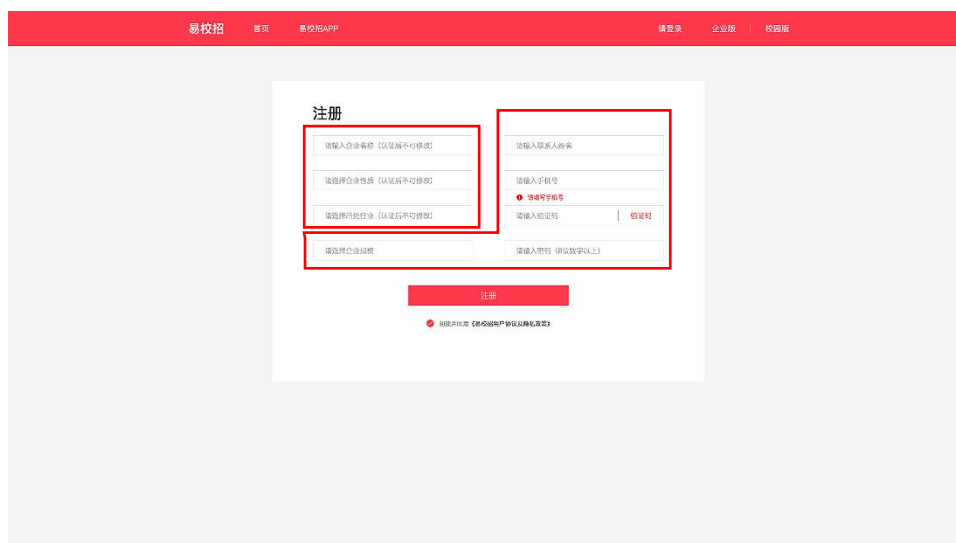 易校招 首页 易校招APP 请登录 企业版 | 校园版
注册
请输入企业名称（认证后不可修改）
请选择企业性质（认证后不可修改）
请选择所处行业（认证后不可修改）
请选择企业规模
请输入联系人姓名
请输入手机号
请填写手机号
请输入验证码 | 验证码
请输入密码（8位数字以上）
注册
阅读并同意《易校招用户协议及隐私政策》